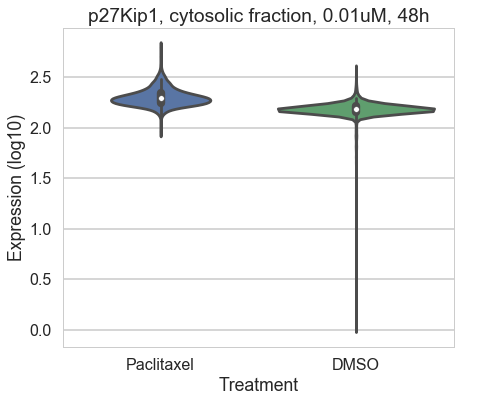 p27Kip1, cytosolic fraction, 0.01uM, 48h
Expression (log10)
2.5
2.0
1.5
1.0
0.5
0.0
Paclitaxel DMSO
Treatment